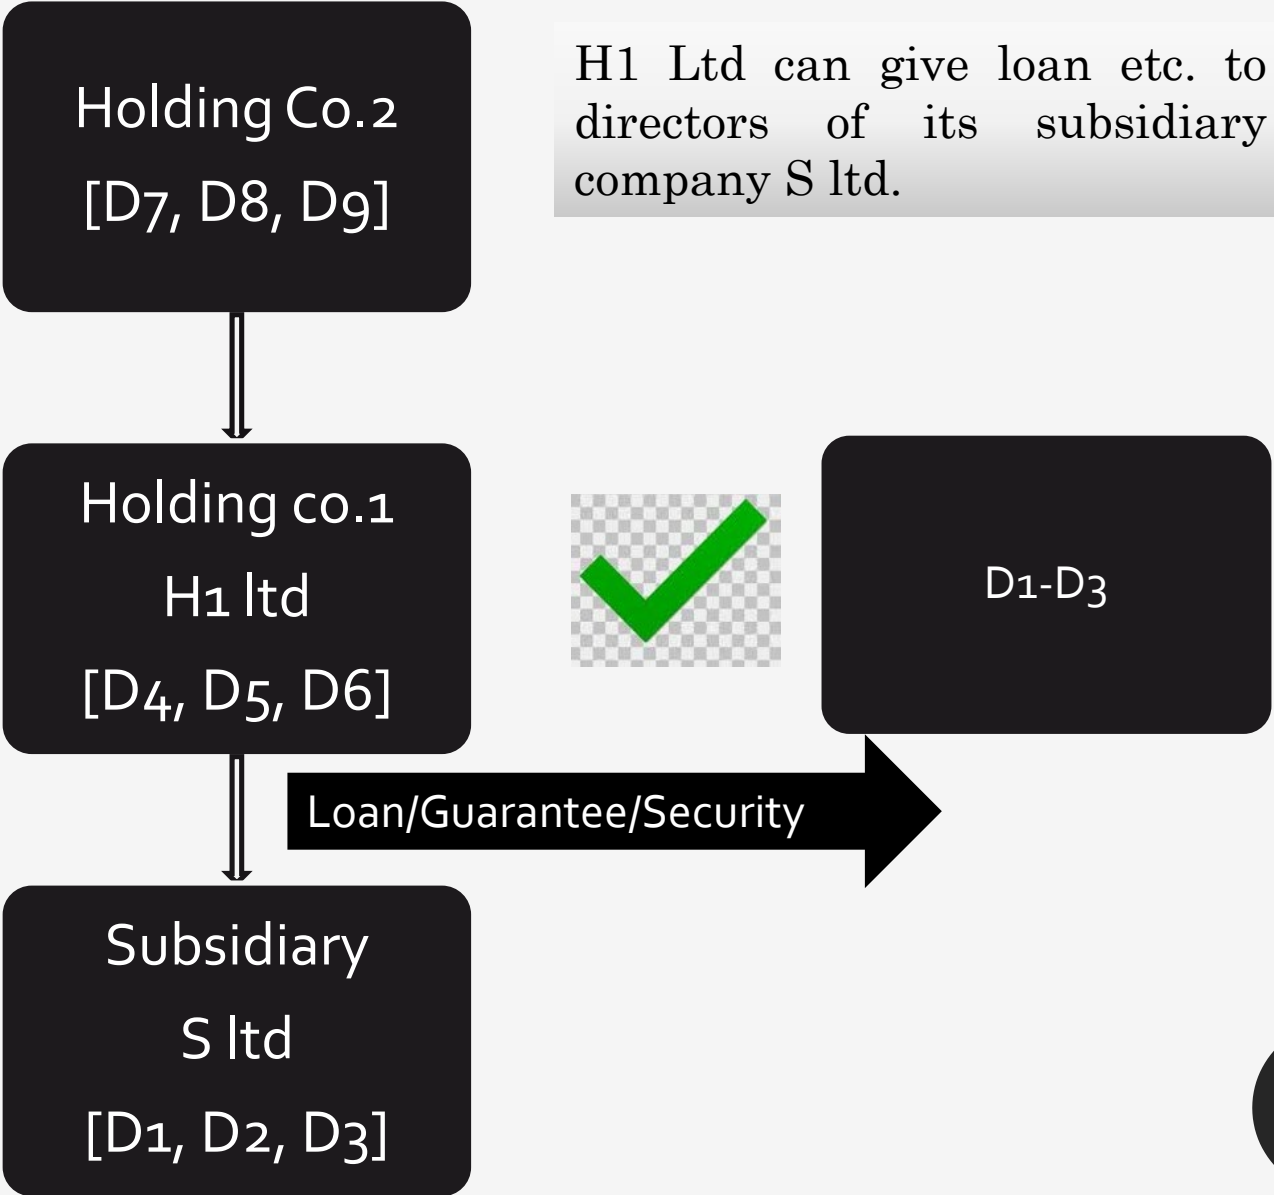 Holding Co.2
[D7, D8, D9]
H1 Ltd can give loan etc. to
directors of its subsidiary
company S ltd.
Holding co.1
H1 ltd
[D4, D5, D6]
D1-D3
Loan/Guarantee/Security
Subsidiary
S ltd
[D1, D2, D3]